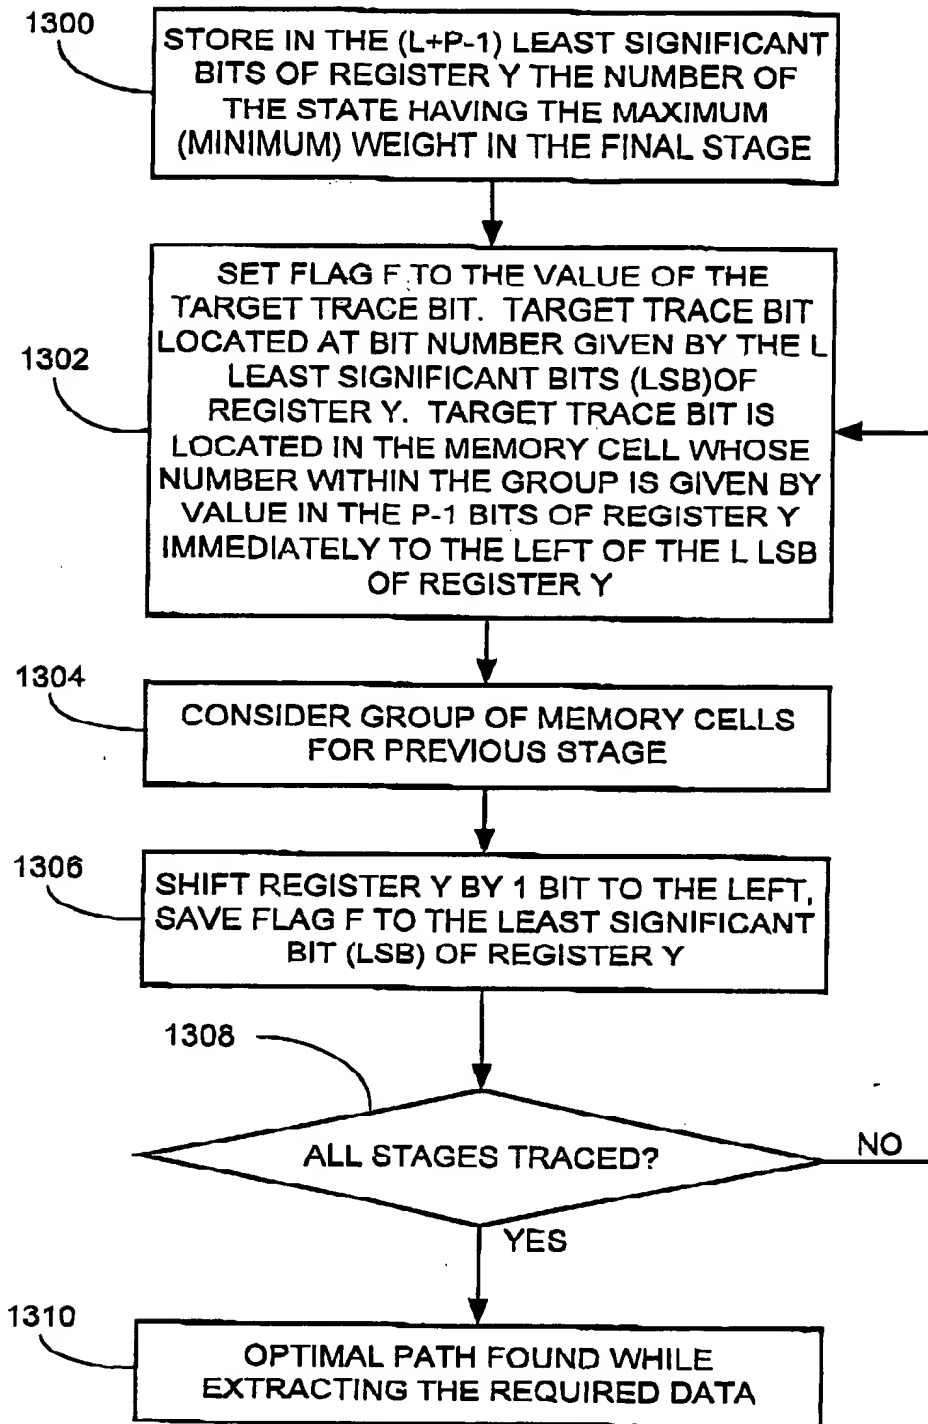 1300
STORE IN THE (L+P-1) LEAST SIGNIFICANT
BITS OF REGISTER Y THE NUMBER OF
THE STATE HAVING THE MAXIMUM
(MINIMUM) WEIGHT IN THE FINAL STAGE
1302
SET FLAG F TO THE VALUE OF THE
TARGET TRACE BIT. TARGET TRACE BIT
LOCATED AT BIT NUMBER GIVEN BY THE L
LEAST SIGNIFICANT BITS (LSB)OF
REGISTER Y. TARGET TRACE BIT IS
LOCATED IN THE MEMORY CELL WHOSE
NUMBER WITHIN THE GROUP IS GIVEN BY
VALUE IN THE P-1 BITS OF REGISTER Y
IMMEDIATELY TO THE LEFT OF THE L LSB
OF REGISTER Y
1304
CONSIDER GROUP OF MEMORY CELLS
FOR PREVIOUS STAGE
1306
SHIFT REGISTER Y BY 1 BIT TO THE LEFT,
SAVE FLAG F TO THE LEAST SIGNIFICANT
BIT (LSB) OF REGISTER Y
1308
ALL STAGES TRACED?
NO
YES
1310
OPTIMAL PATH FOUND WHILE
EXTRACTING THE REQUIRED DATA